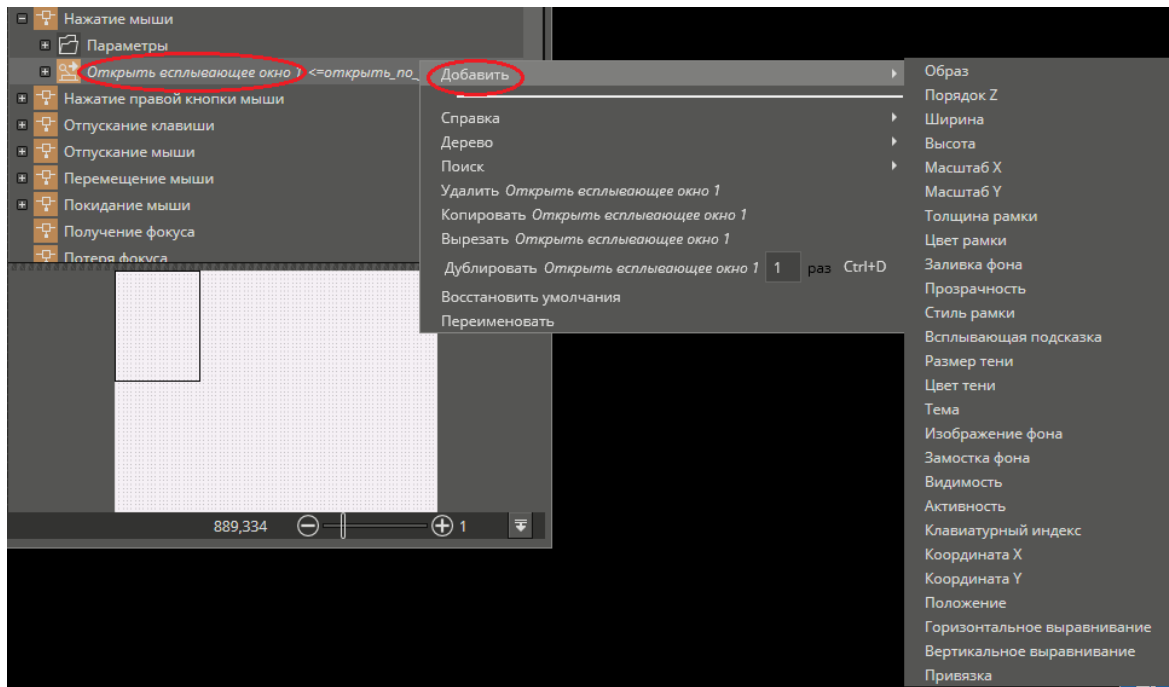 Нажатие мыши
Параметры
Открыть всплывающее окно 1 <=открыть_по_
Нажатие правой кнопки мыши
Отпускание клавиши
Отпускание мыши
Перемещение мыши
Покидание мыши
Получение фокуса
Потеря фокуса
889,334 1
Добавить
Справка
Дерево
Поиск
Удалить Открыть всплывающее окно 1
Копировать Открыть всплывающее окно 1
Вырезать Открыть всплывающее окно 1
Дублировать Открыть всплывающее окно 1 1 раз Ctrl+D
Восстановить умолчания
Переименовать
Образ
Порядок Z
Ширина
Высота
Масштаб X
Масштаб Y
Толщина рамки
Цвет рамки
Заливка фона
Прозрачность
Стиль рамки
Всплывающая подсказка
Размер тени
Цвет тени
Тема
Изображение фона
Замостка фона
Видимость
Активность
Клавиатурный индекс
Координата X
Координата Y
Положение
Горизонтальное выравнивание
Вертикальное выравнивание
Привязка